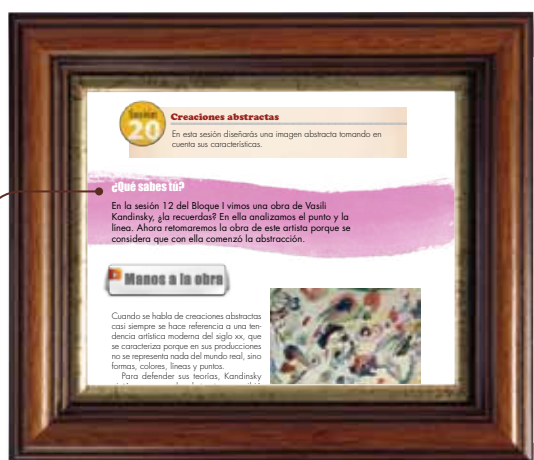 Sesión
20
Creaciones abstractas
En esta sesión diseñarás una imagen abstracta tomando en
cuenta sus características.
¿Qué sabes tú?
En la sesión 12 del Bloque I vimos una obra de Vasili
Kandinsky, ¿la recuerdas? En ella analizamos el punto y la
línea. Ahora retomaremos la obra de este artista porque se
considera que con ella comenzó la abstracción.
Manos a la obra
Cuando se habla de creaciones abstractas
casi siempre se hace referencia a una ten-
dencia artística moderna del siglo xx, que
se caracteriza porque en sus producciones
no se representa nada del mundo real, sino
formas, colores, líneas y puntos.
Para defender sus teorías, Kandinsky